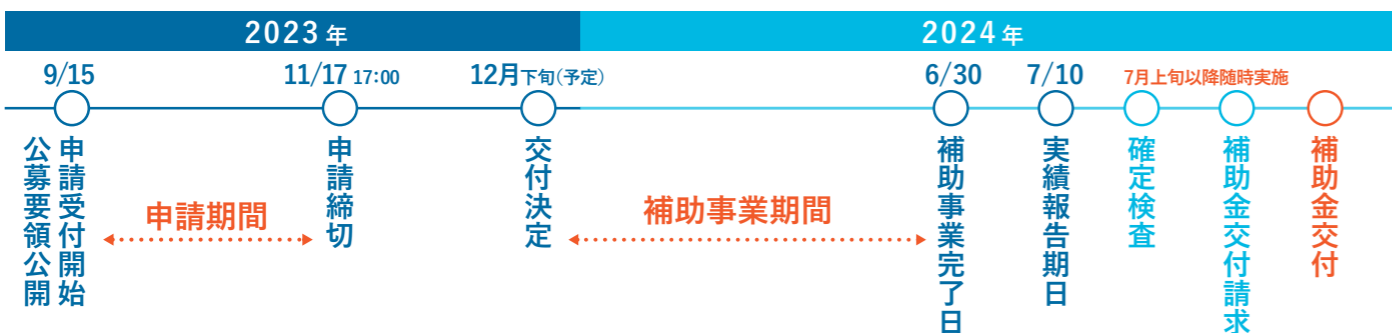 2023年
2024年
9/15
11/17 17:00
12月下旬(予定)
6/30
7/10
7月上旬以降随時実施
申請受付開始
公募要領公開
申請期間
申請締切
交付決定
補助事業期間
補助事業完了日
実績報告期日
確定検査
補助金交付請求
補助金交付